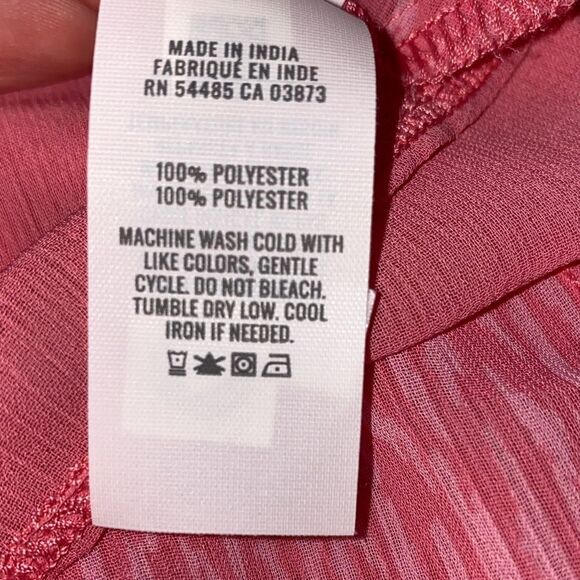 MADE IN INDIA
FABRIQUÉ EN INDE
RN 54485 CA 03873
100% POLYESTER
100% POLYESTER
MACHINE WASH COLD WITH
LIKE COLORS, GENTLE
CYCLE. DO NOT BLEACH.
TUMBLE DRY LOW. COOL
IRON IF NEEDED.